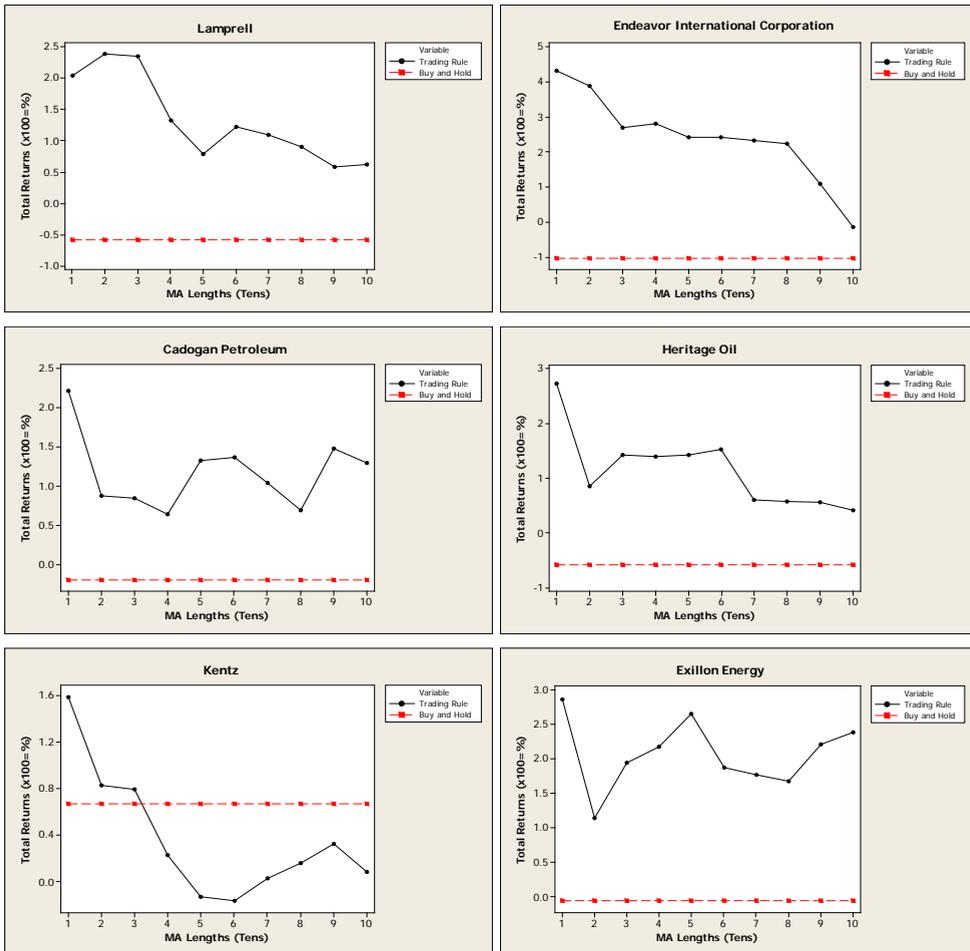 Lamprell
Variable
Trading Rule
Buy and Hold
Total Returns (x100=%)
2.5
2.0
1.5
1.0
0.5
0.0
-0.5
-1.0
1 2 3 4 5 6 7 8 9 10
MA Lengths (Tens)
Endeavor International Corporation
Variable
Trading Rule
Buy and Hold
Total Returns (x100=%)
5
4
3
2
1
0
-1
1 2 3 4 5 6 7 8 9 10
MA Lengths (Tens)
Cadogan Petroleum
Variable
Trading Rule
Buy and Hold
Total Returns (x100=%)
2.5
2.0
1.5
1.0
0.5
0.0
1 2 3 4 5 6 7 8 9 10
MA Lengths (Tens)
Heritage Oil
Variable
Trading Rule
Buy and Hold
Total Returns (x100=%)
3
2
1
0
-1
1 2 3 4 5 6 7 8 9 10
MA Lengths (Tens)
Kentz
Variable
Trading Rule
Buy and Hold
Total Returns (x100=%)
1.6
1.2
0.8
0.4
0.0
1 2 3 4 5 6 7 8 9 10
MA Lengths (Tens)
Exillon Energy
Variable
Trading Rule
Buy and Hold
Total Returns (x100=%)
3.0
2.5
2.0
1.5
1.0
0.5
0.0
1 2 3 4 5 6 7 8 9 10
MA Lengths (Tens)